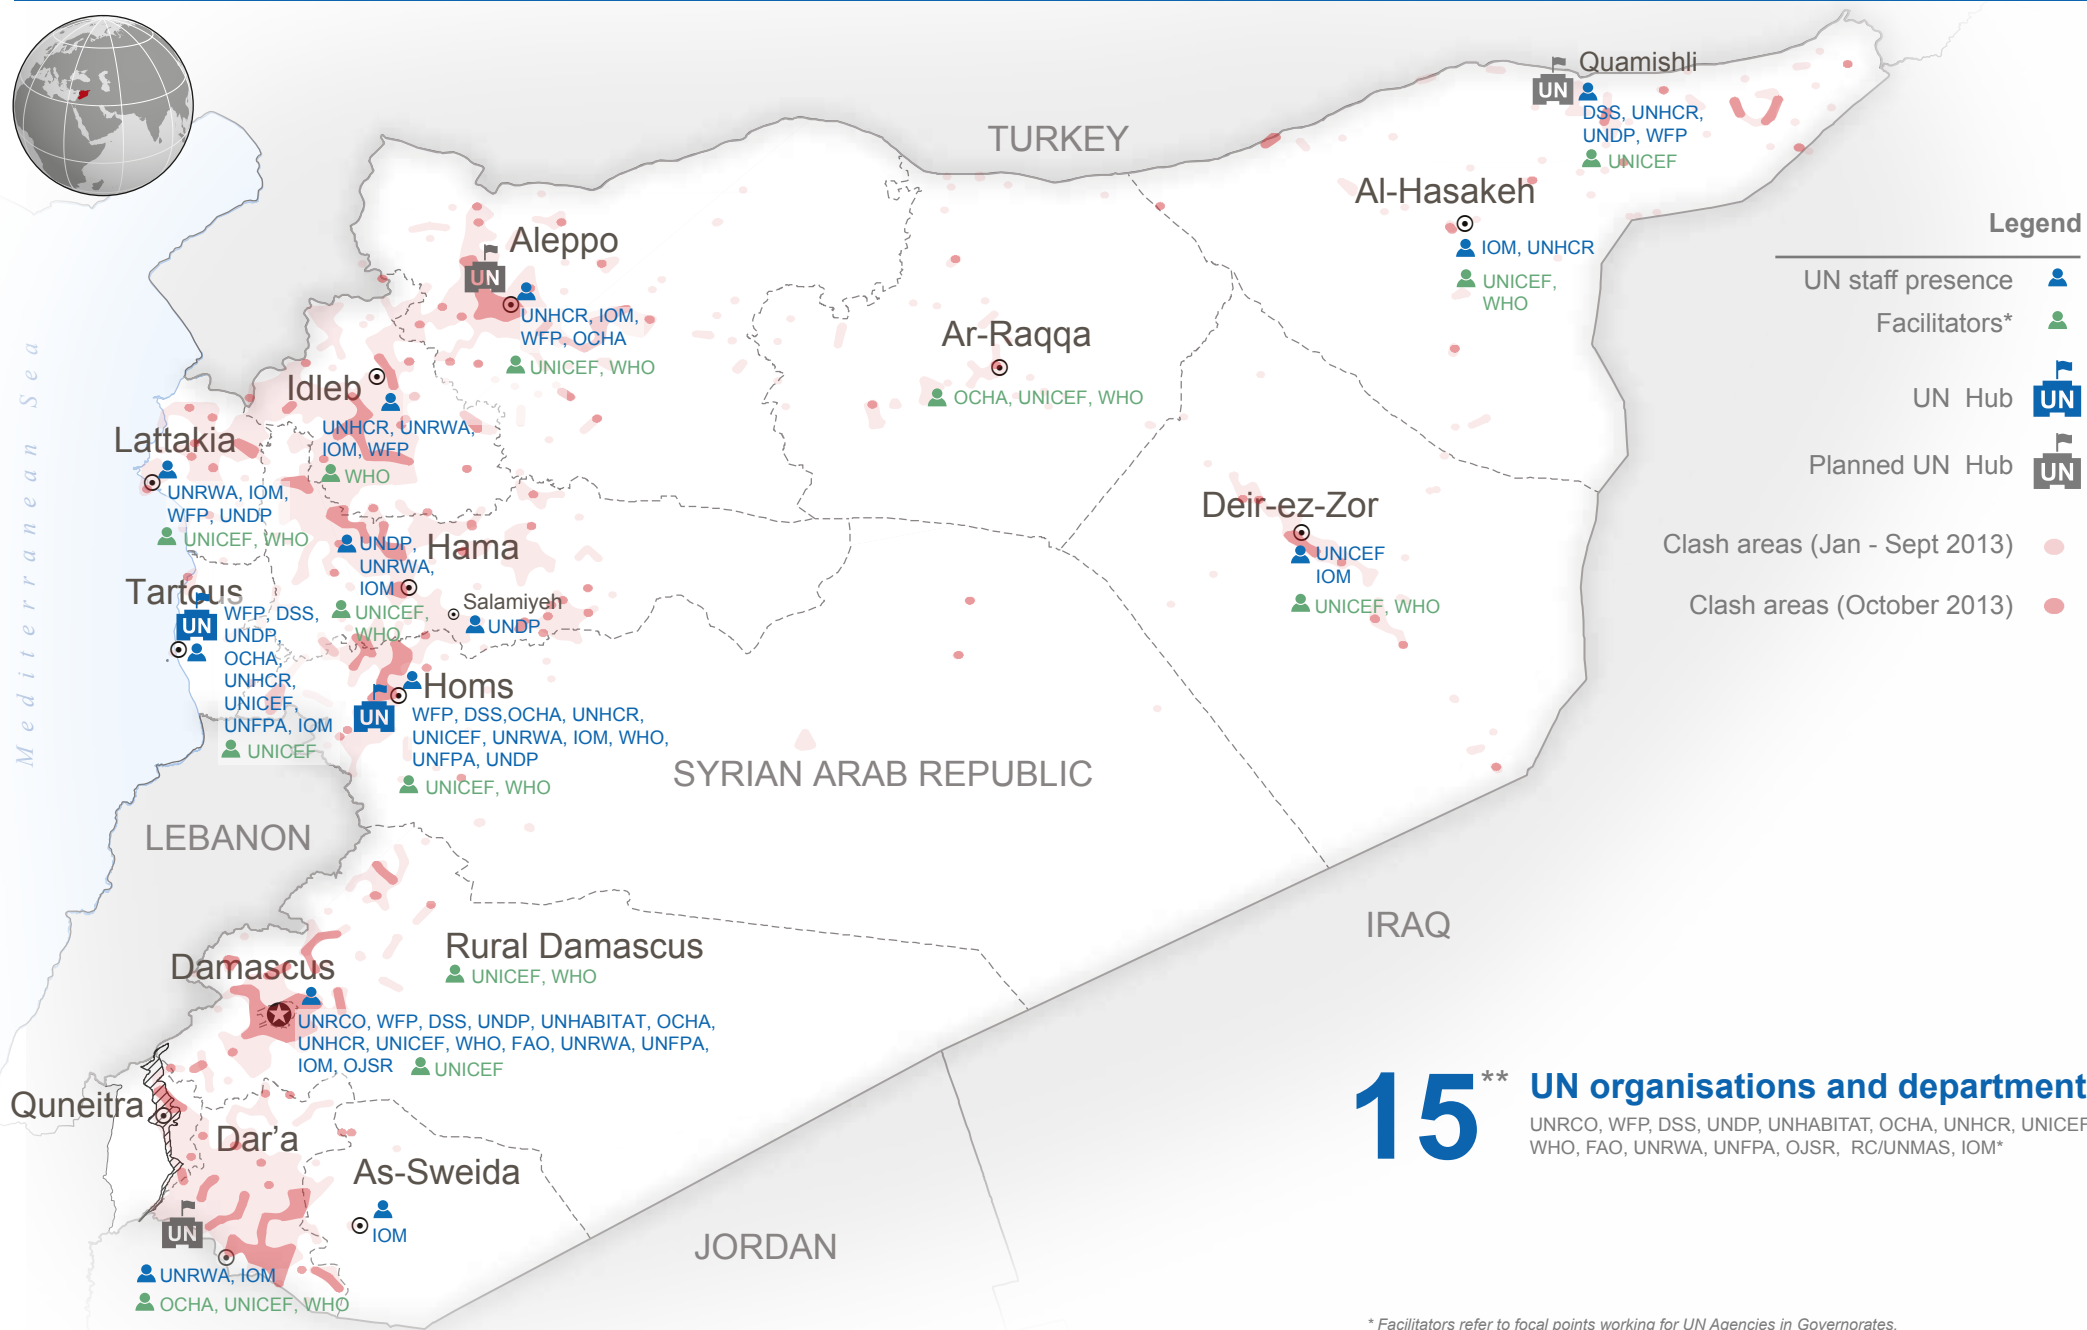 TURKEY
Quamishli
UN
DSS, UNHCR,
UNDP, WFP
UNICEF
Al-Hasakeh
IOM, UNHCR
UNICEF,
WHO
Legend
UN staff presence
Facilitators*
UN Hub
UN
Planned UN Hub
UN
Clash areas (Jan - Sept 2013)
Clash areas (October 2013)
Aleppo
UN
UNHCR, IOM,
WFP, OCHA
UNICEF, WHO
Ar-Raqqa
OCHA, UNICEF, WHO
Idleb
UNHCR, UNRWA,
IOM, WFP
WHO
Mediterranean Sea
Lattakia
UNRWA, IOM,
WFP, UNDP
UNICEF, WHO
Deir-ez-Zor
UNICEF
IOM
UNICEF, WHO
Hama
UNDP,
UNRWA,
IOM
UNICEF,
WHO
Salamiyeh
UNDP
Tartous
UN
WFP, DSS,
UNDP,
OCHA,
UNHCR,
UNICEF,
UNFPA, IOM
UNICEF
Homs
UN
WFP, DSS,OCHA, UNHCR,
UNICEF, UNRWA, IOM, WHO,
UNFPA, UNDP
UNICEF, WHO
SYRIAN ARAB REPUBLIC
LEBANON
IRAQ
Rural Damascus
UNICEF, WHO
Damascus
UNRCO, WFP, DSS, UNDP, UNHABITAT, OCHA,
UNHCR, UNICEF, WHO, FAO, UNRWA, UNFPA,
IOM, OJSR
UNICEF
Quneitra
Dar'a
As-Sweida
IOM
UN
UNRWA, IOM
OCHA, UNICEF, WHO
JORDAN
15** UN organisations and department
UNRCO, WFP, DSS, UNDP, UNHABITAT, OCHA, UNHCR, UNICEF
WHO, FAO, UNRWA, UNFPA, OJSR, RC/UNMAS, IOM*
* Facilitators refer to focal points working for UN Agencies in Governorates.